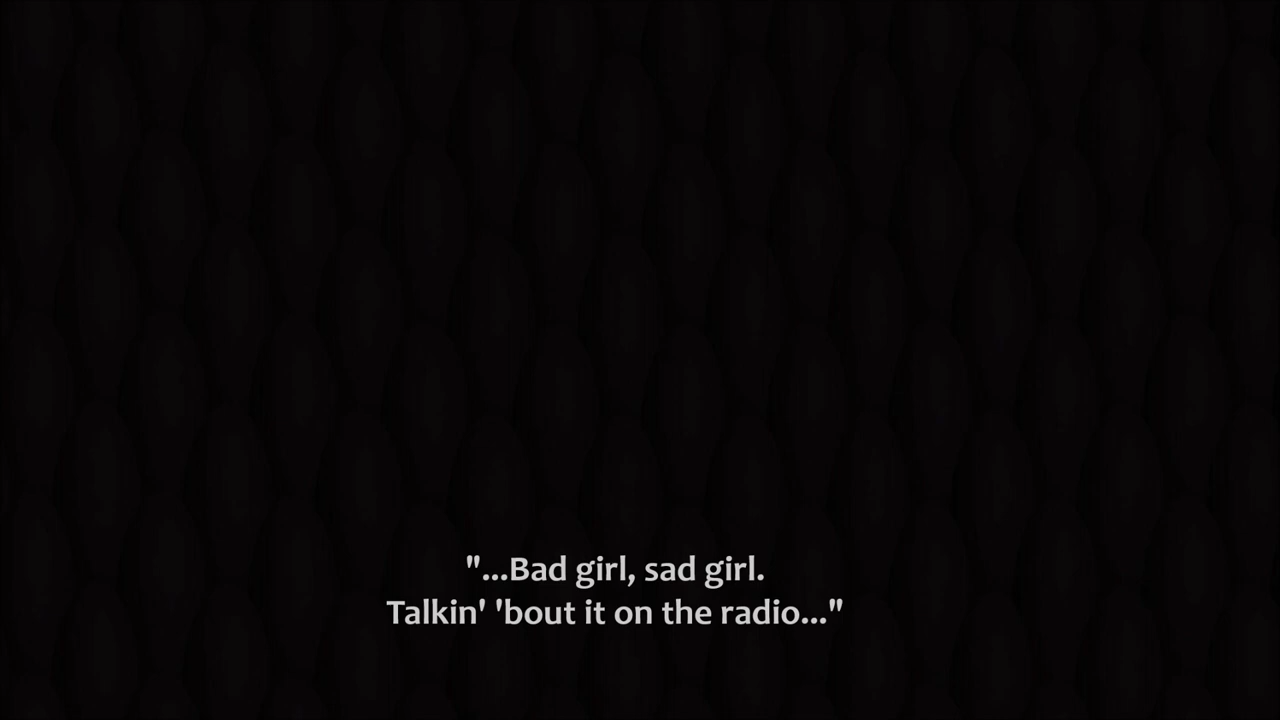 "...Bad girl, sad girl.
Talkin' 'bout it on the radio..."